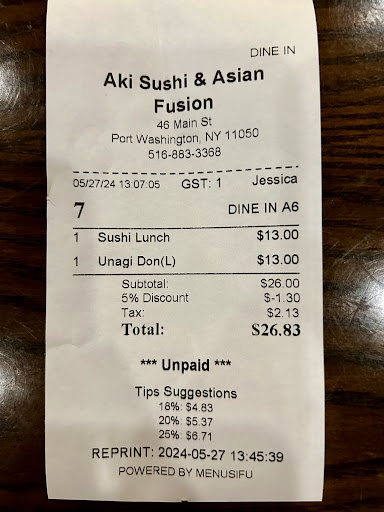 DINE IN
Aki Sushi & Asian
Fusion
46 Main St
Port Washington, NY 11050
516-883-3368
05/27/24 13:07:05 GST: 1 Jessica
7 DINE IN A6
1 Sushi Lunch $13.00
1 Unagi Don(L) $13.00
Subtotal: $26.00
5% Discount $-1.30
Tax: $2.13
Total: $26.83
*** Unpaid ***
Tips Suggestions
18%: $4.83
20%: $5.37
25%: $6.71
REPRINT: 2024-05-27 13:45:39
POWERED BY MENUSIFU